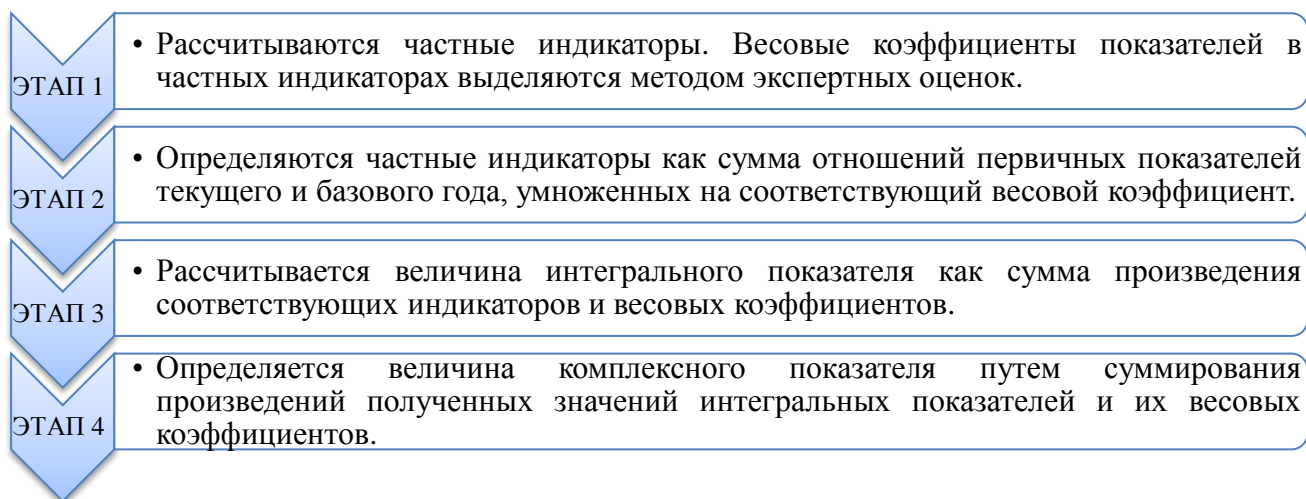 • Рассчитываются частные индикаторы. Весовые коэффициенты показателей в
частных индикаторах выделяются методом экспертных оценок.
ЭТАП 1
• Определяются частные индикаторы как сумма отношений первичных показателей
текущего и базового года, умноженных на соответствующий весовой коэффициент.
ЭТАП 2
• Рассчитывается величина интегрального показателя как сумма произведения
соответствующих индикаторов и весовых коэффициентов.
ЭТАП 3
• Определяется величина комплексного показателя путем суммирования
произведений полученных значений интегральных показателей и их весовых
коэффициентов.
ЭТАП 4